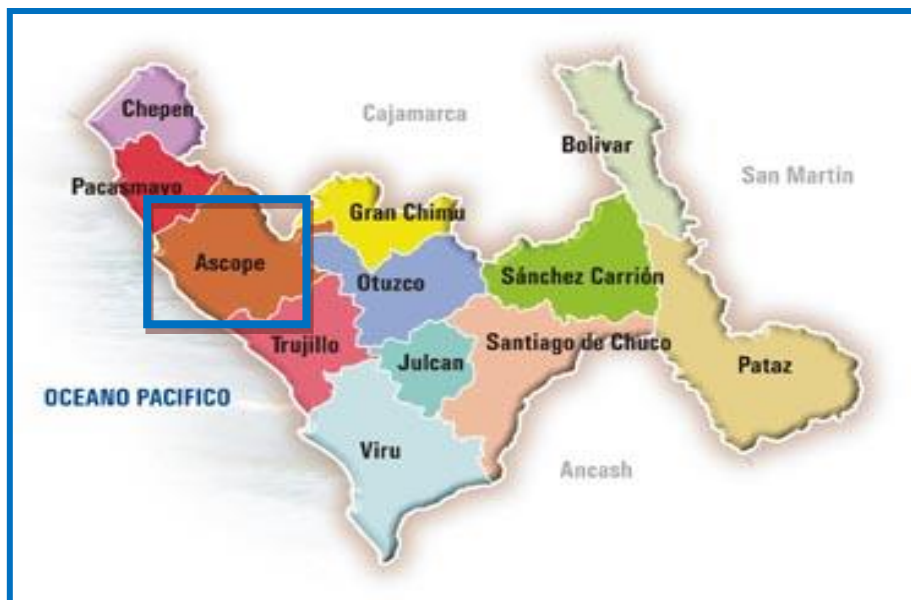 Chepen
Cajamarca
Bolivar
San Martin
Pacasmayo
Gran Chimu
Ascope
Otuzco
Sánchez Carrión
Trujillo
Julcan
Santiago de Chuco
Pataz
OCEANO PACIFICO
Viru
Ancash